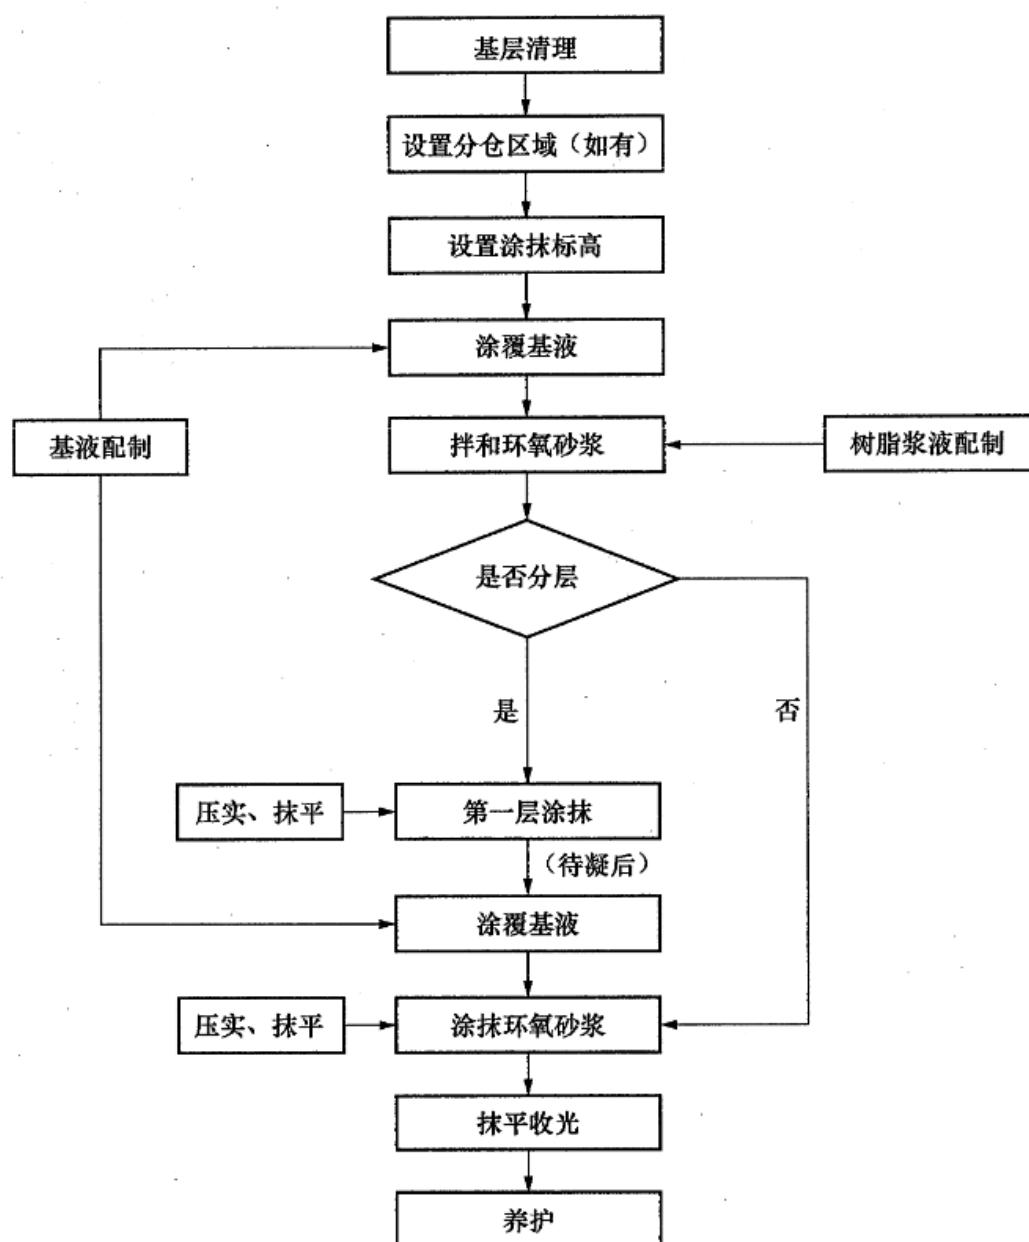 基层清理
设置分仓区域（如有）
设置涂抹标高
涂覆基液
基液配制
拌和环氧砂浆
树脂浆液配制
是否分层
是
否
压实、抹平
第一层涂抹
（待凝后）
涂覆基液
压实、抹平
涂抹环氧砂浆
抹平收光
养护